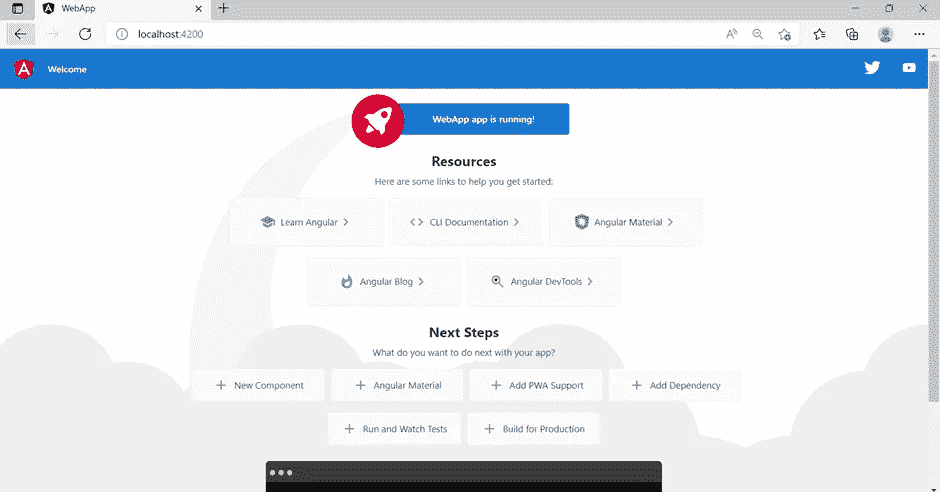 WebApp
localhost:4200
Welcome
WebApp app is running!
Resources
Here are some links to help you get started:
Learn Angular
CLI Documentation
Angular Material
Angular Blog
Angular DevTools
Next Steps
What do you want to do next with your app?
New Component
Angular Material
Add PWA Support
Add Dependency
Run and Watch Tests
Build for Production